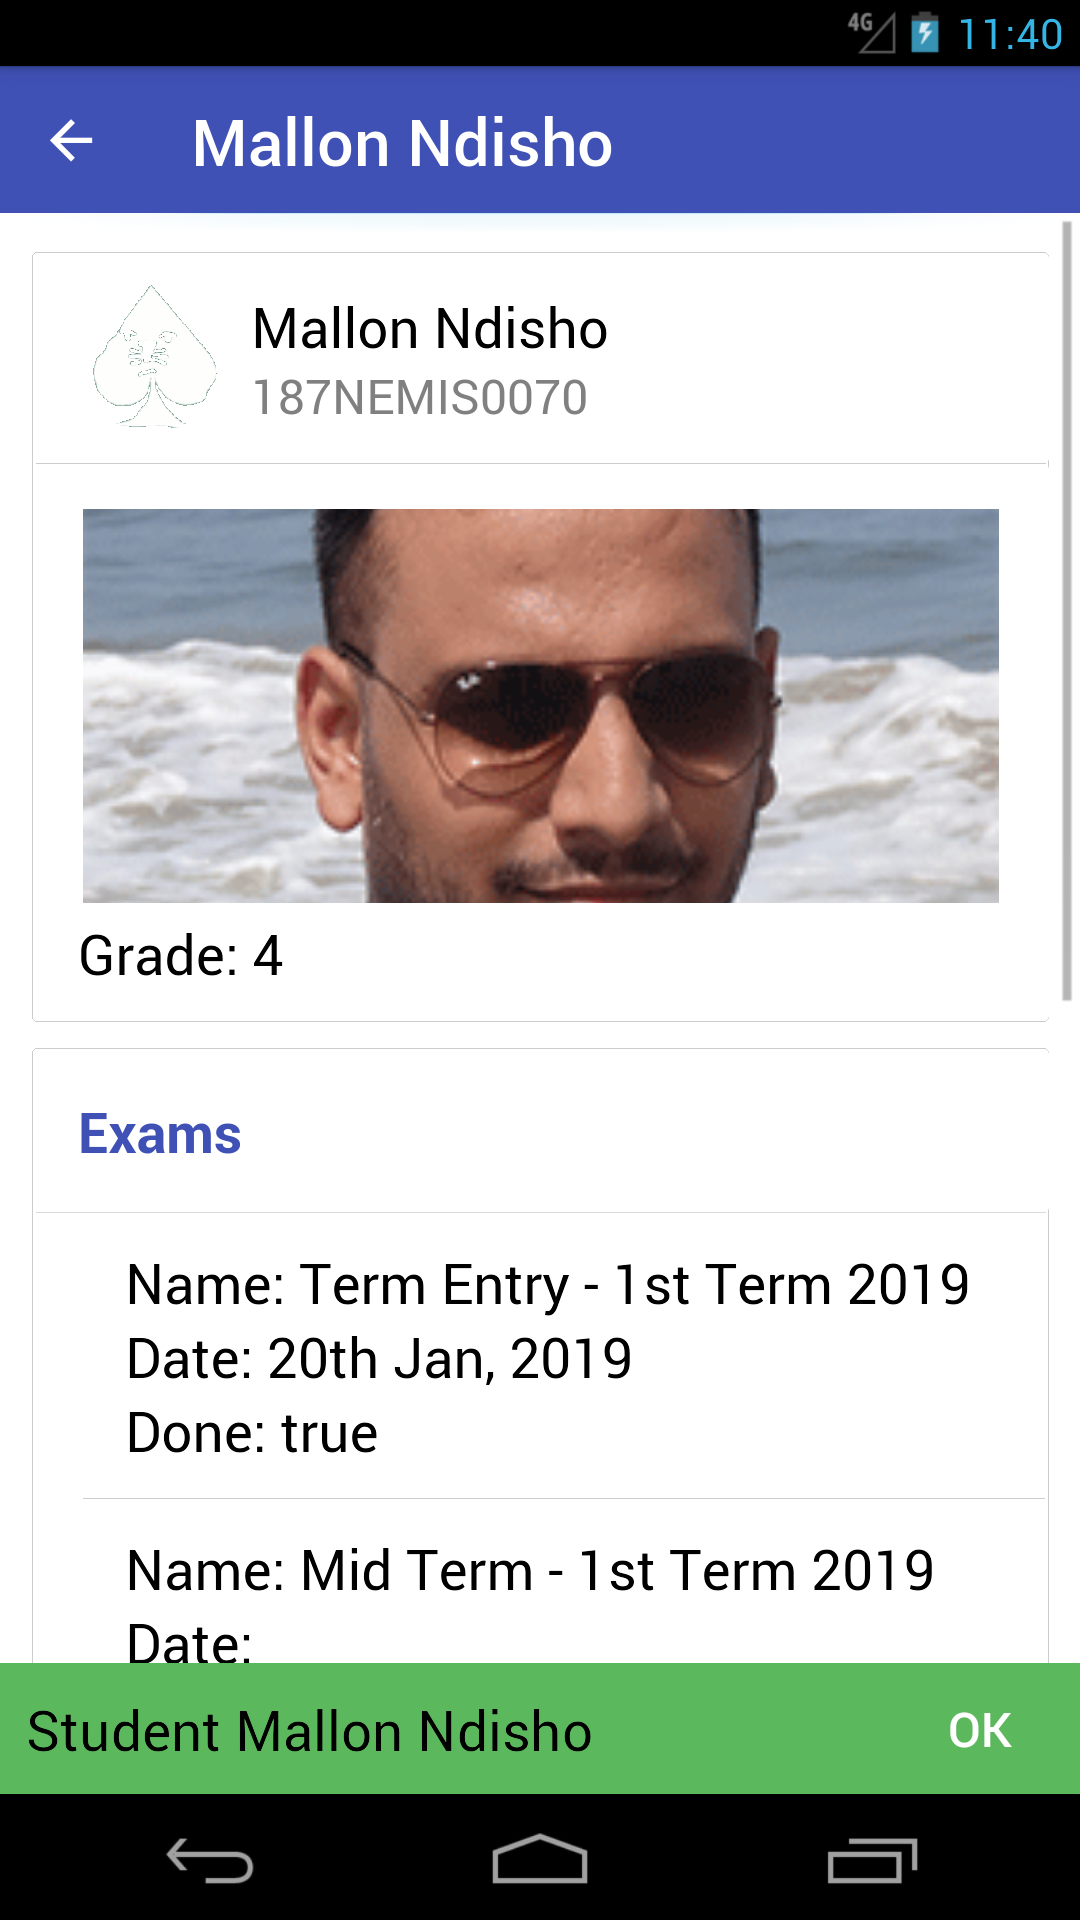 4G 11:40
Mallon Ndisho
Mallon Ndisho
187NEMIS0070
Grade: 4
Exams
Name: Term Entry - 1st Term 2019
Date: 20th Jan, 2019
Done: true
Name: Mid Term - 1st Term 2019
Date:
Student Mallon Ndisho OK